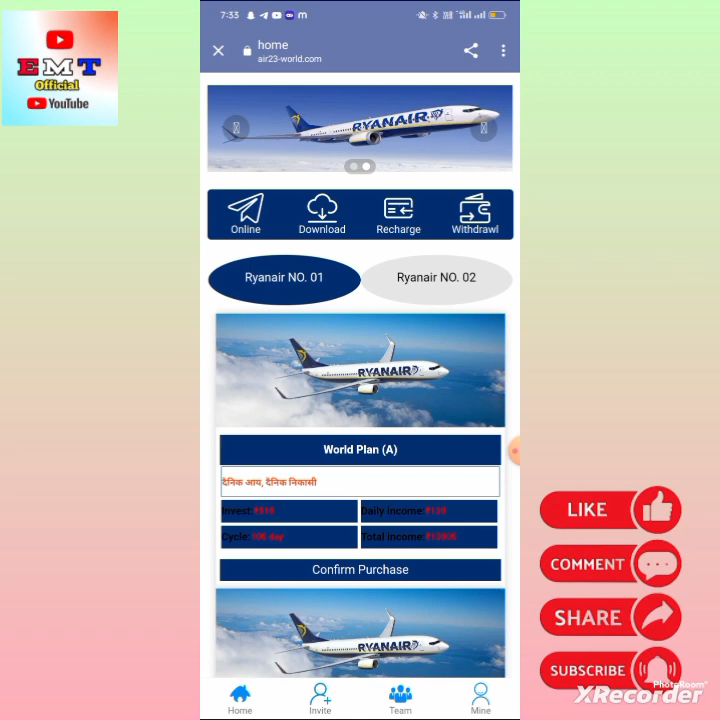 7:33
home
air23-world.com
EMT
Official
YouTube
RYANAIR
Online
Download
Recharge
Withdrawl
Ryanair NO. 01
Ryanair NO. 02
RYANAIR
World Plan (A)
दैनिक आय, दैनिक निकासी
Invest:
Daily income:
Cycle:
Total income:
Confirm Purchase
RYANAIR
Home
Invite
Team
Mine
LIKE
COMMENT
SHARE
SUBSCRIBE
PhotoRoom
XRecorder